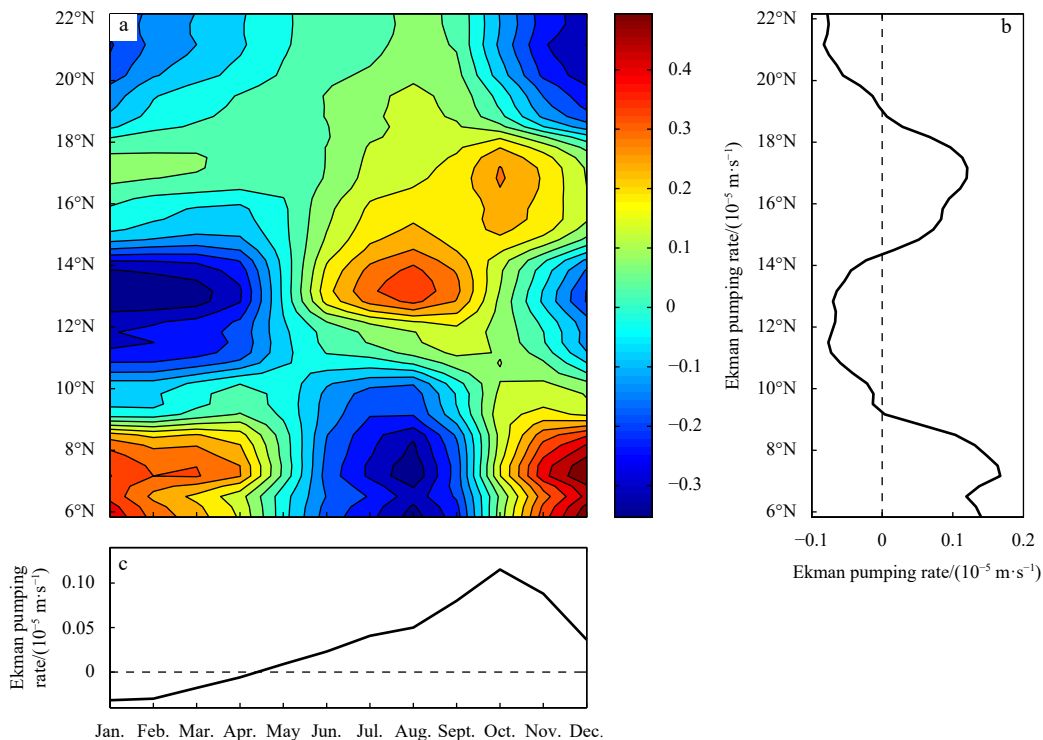 a
22°N
20°N
18°N
16°N
14°N
12°N
10°N
8°N
6°N
0.4
0.3
0.2
0.1
0
−0.1
−0.2
−0.3
Ekman pumping rate/(10⁻⁵ m·s⁻¹)
b
22°N
20°N
18°N
16°N
14°N
12°N
10°N
8°N
6°N
−0.1 0 0.1 0.2
Ekman pumping rate/(10⁻⁵ m·s⁻¹)
c
Ekman pumping
rate/(10⁻⁵ m·s⁻¹)
0.10
0.05
0
Jan. Feb. Mar. Apr. May Jun. Jul. Aug. Sept. Oct. Nov. Dec.